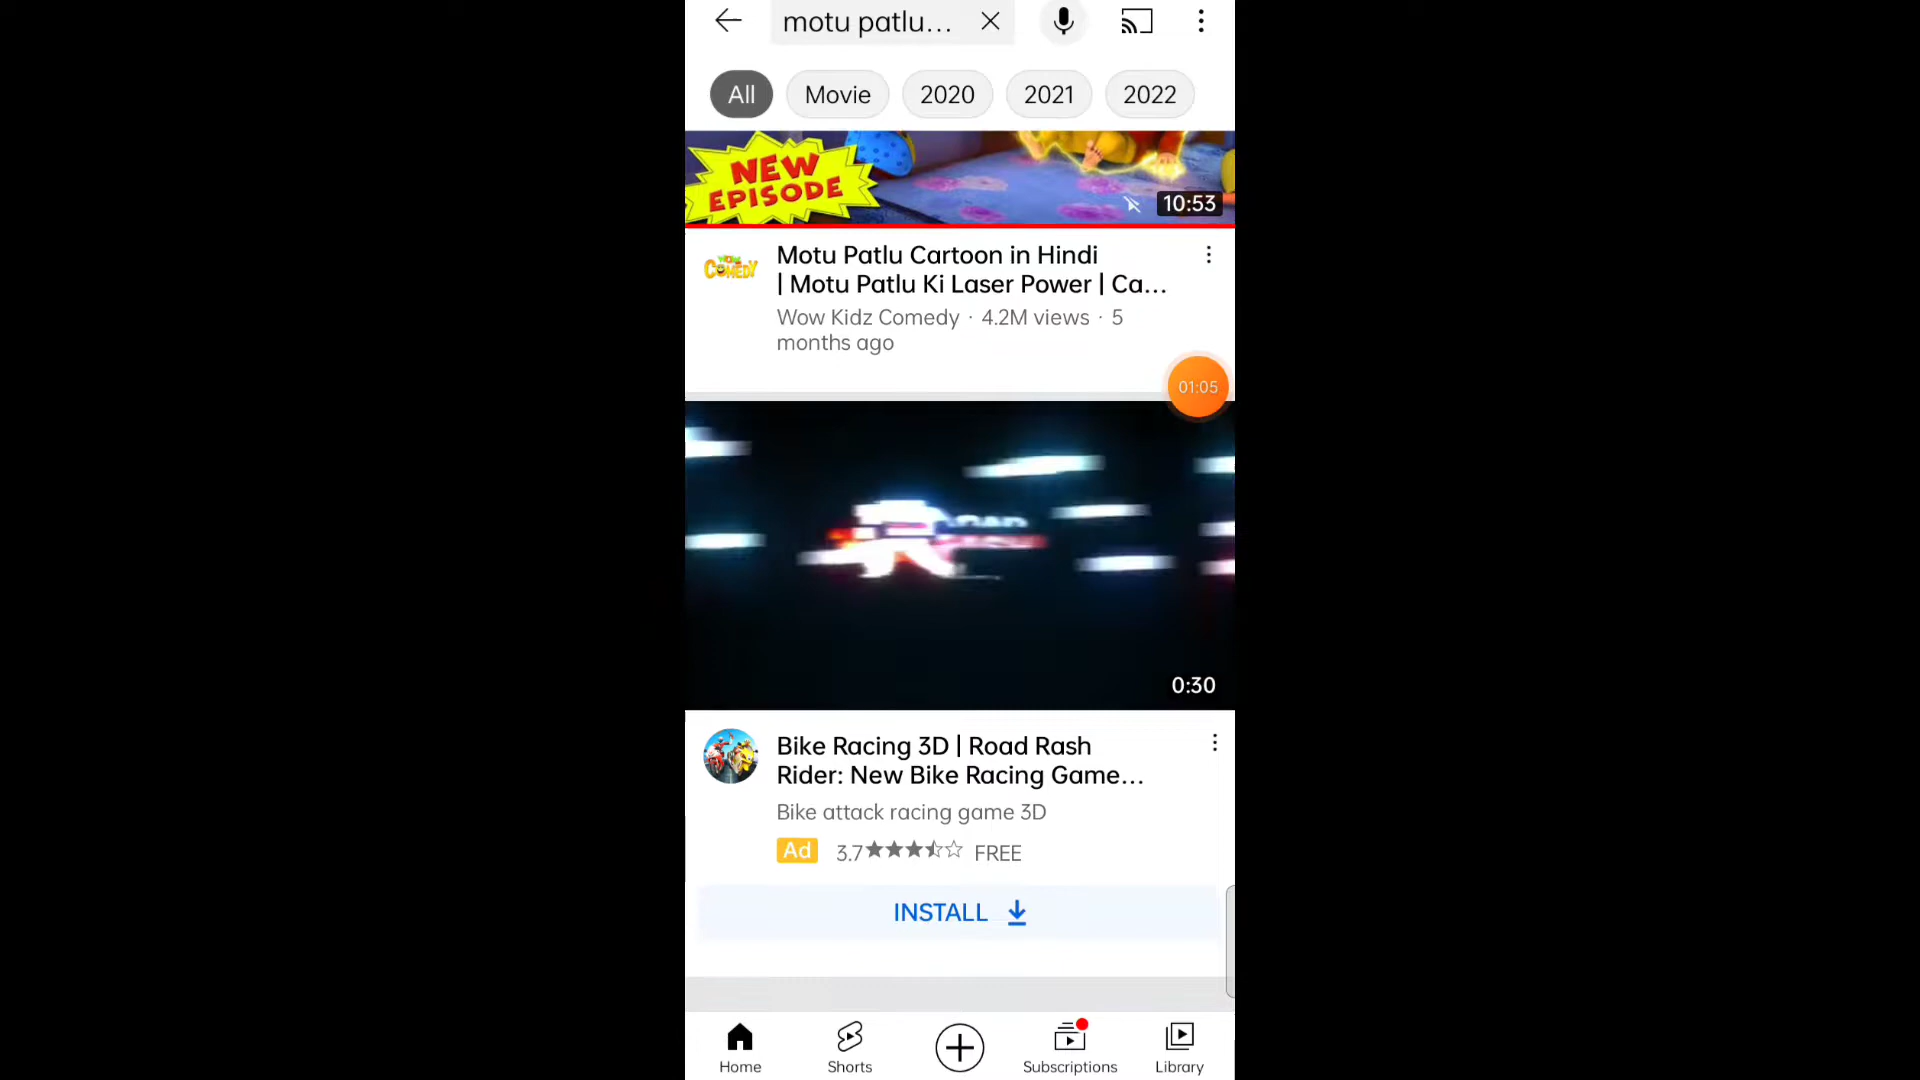 motu patlu...
All Movie 2020 2021 2022
NEW
EPISODE
10:53
WOW
COMEDY
Motu Patlu Cartoon in Hindi
| Motu Patlu Ki Laser Power | Ca...
Wow Kidz Comedy · 4.2M views · 5
months ago
01:05
0:30
Bike Racing 3D | Road Rash
Rider: New Bike Racing Game...
Bike attack racing game 3D
Ad 3.7 FREE
INSTALL
Home Shorts Subscriptions Library